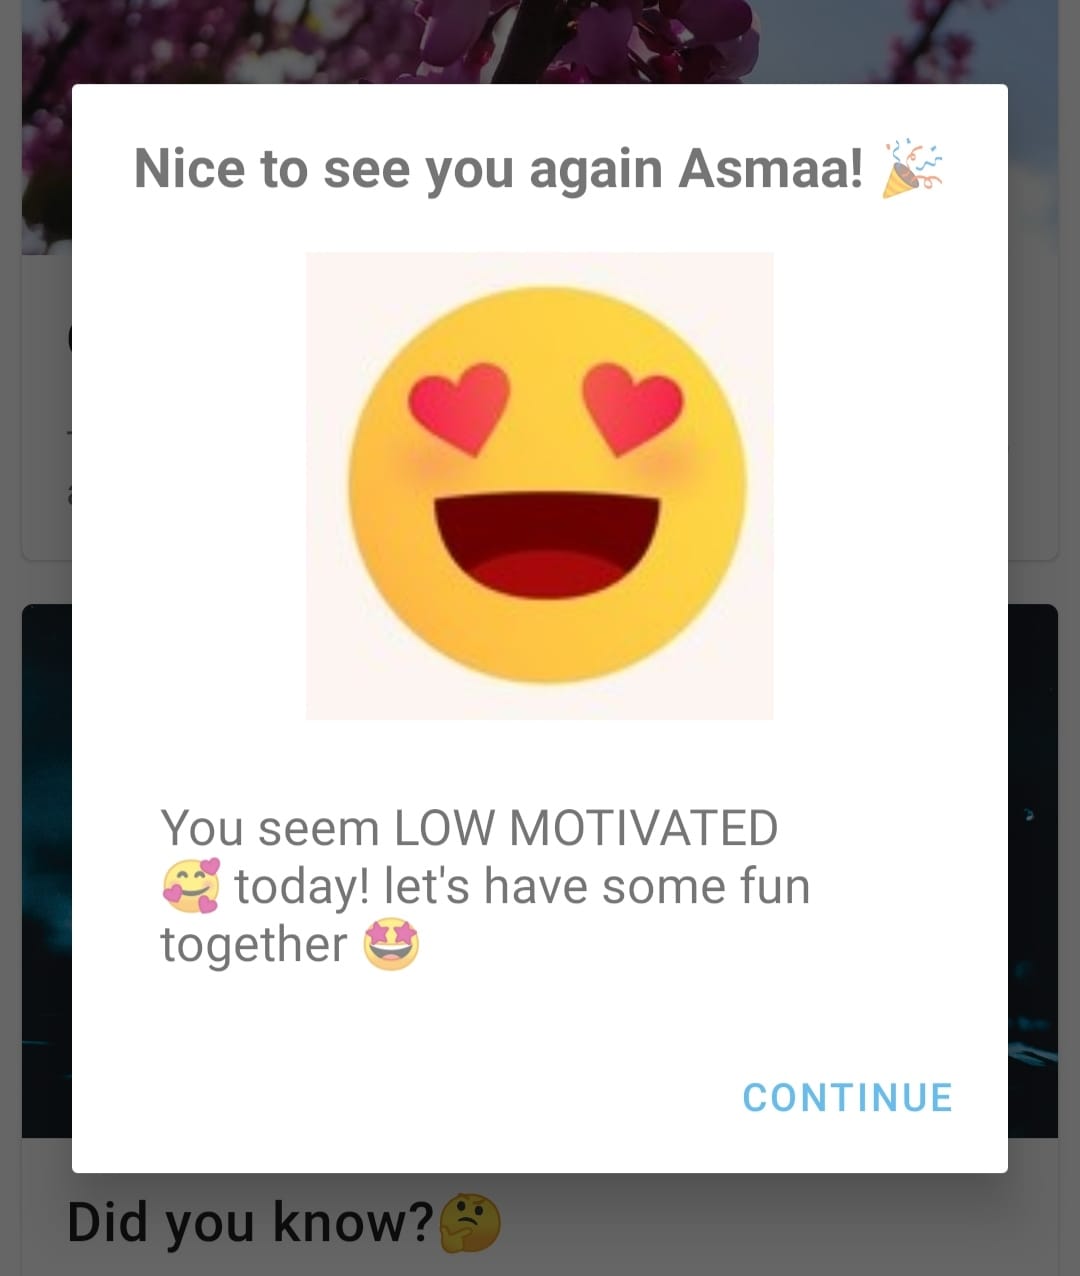 Nice to see you again Asmaa! 🎉
You seem LOW MOTIVATED
🥰 today! let's have some fun
together 🤩
CONTINUE
Did you know?🤔